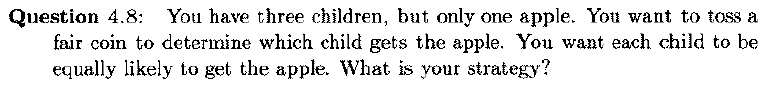 Question 4.8: You have three children, but only one apple. You want to toss a
fair coin to determine which child gets the apple. You want each child to be
equally likely to get the apple. What is your strategy?